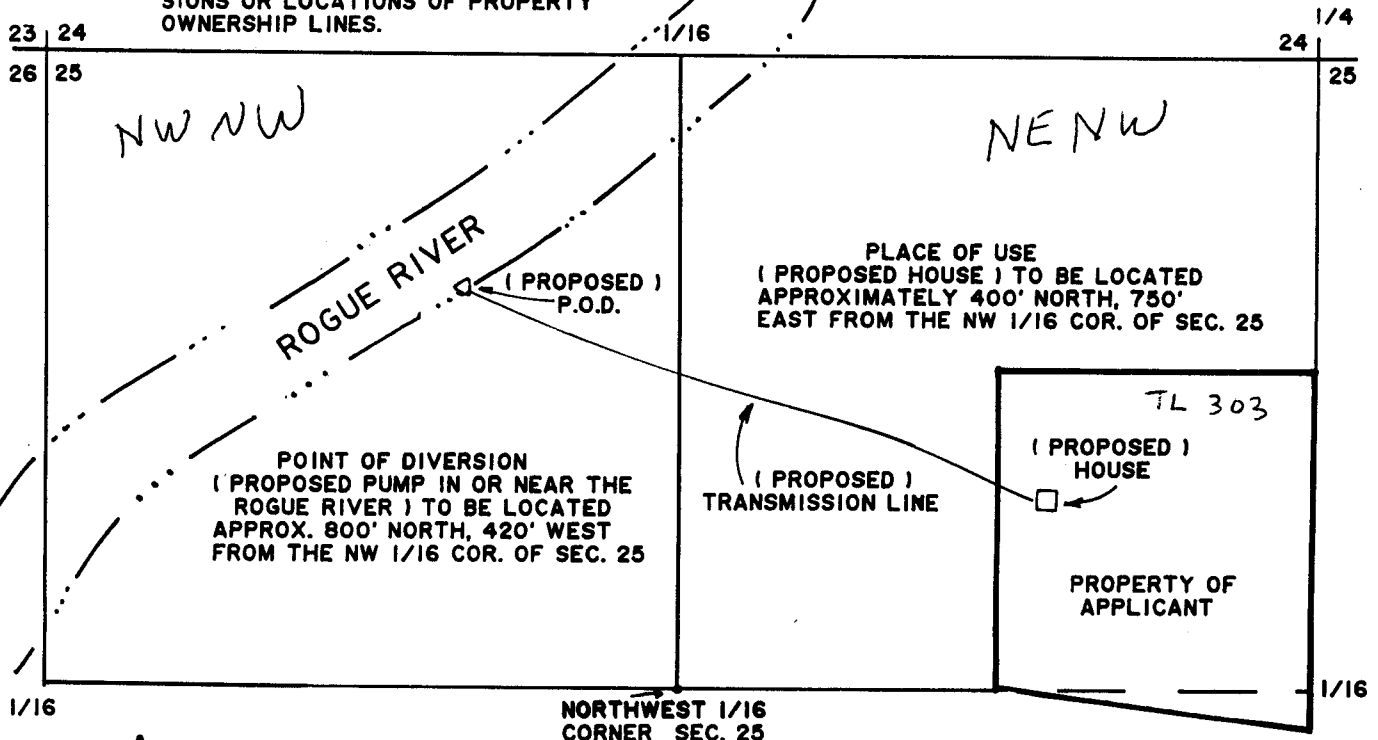 SIONS OR LOCATIONS OF PROPERTY
OWNERSHIP LINES.
23 24
1/16
1/4
24
26 25
25
NW NW
NE NW
ROGUE RIVER
( PROPOSED )
P.O.D.
PLACE OF USE
( PROPOSED HOUSE ) TO BE LOCATED
APPROXIMATELY 400' NORTH, 750'
EAST FROM THE NW 1/16 COR. OF SEC. 25
TL 303
( PROPOSED )
HOUSE
POINT OF DIVERSION
( PROPOSED PUMP IN OR NEAR THE
ROGUE RIVER ) TO BE LOCATED
APPROX. 800' NORTH, 420' WEST
FROM THE NW 1/16 COR. OF SEC. 25
( PROPOSED )
TRANSMISSION LINE
PROPERTY OF
APPLICANT
1/16
1/16
NORTHWEST 1/16
CORNER SEC. 25